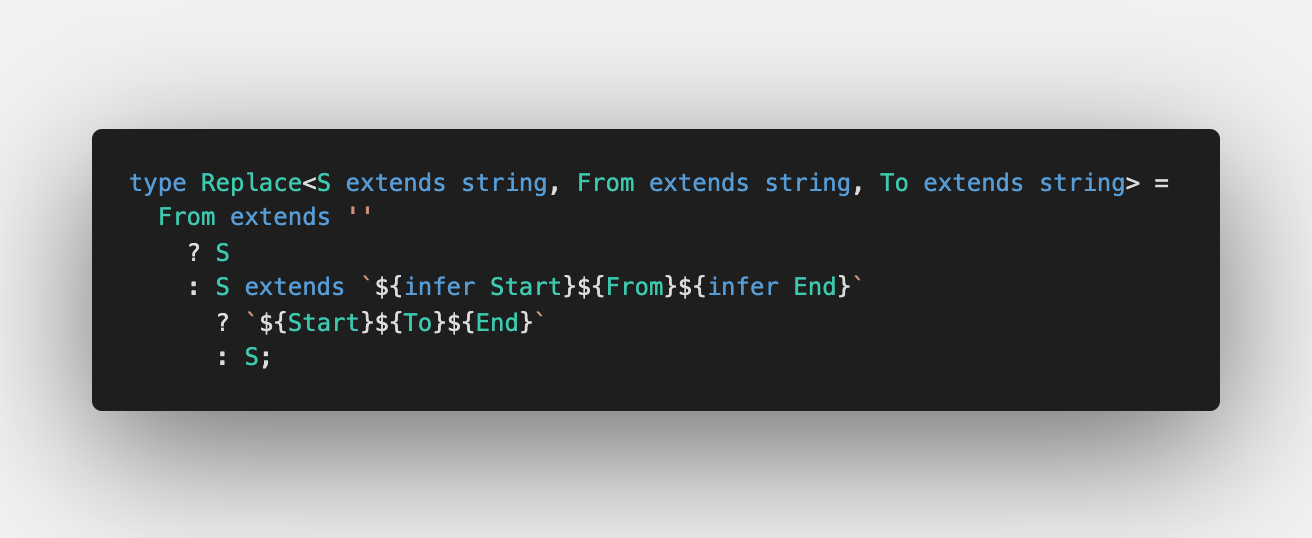 type Replace<S extends string, From extends string, To extends string> =
  From extends ''
    ? S
    : S extends `${infer Start}${From}${infer End}`
      ? `${Start}${To}${End}`
      : S;